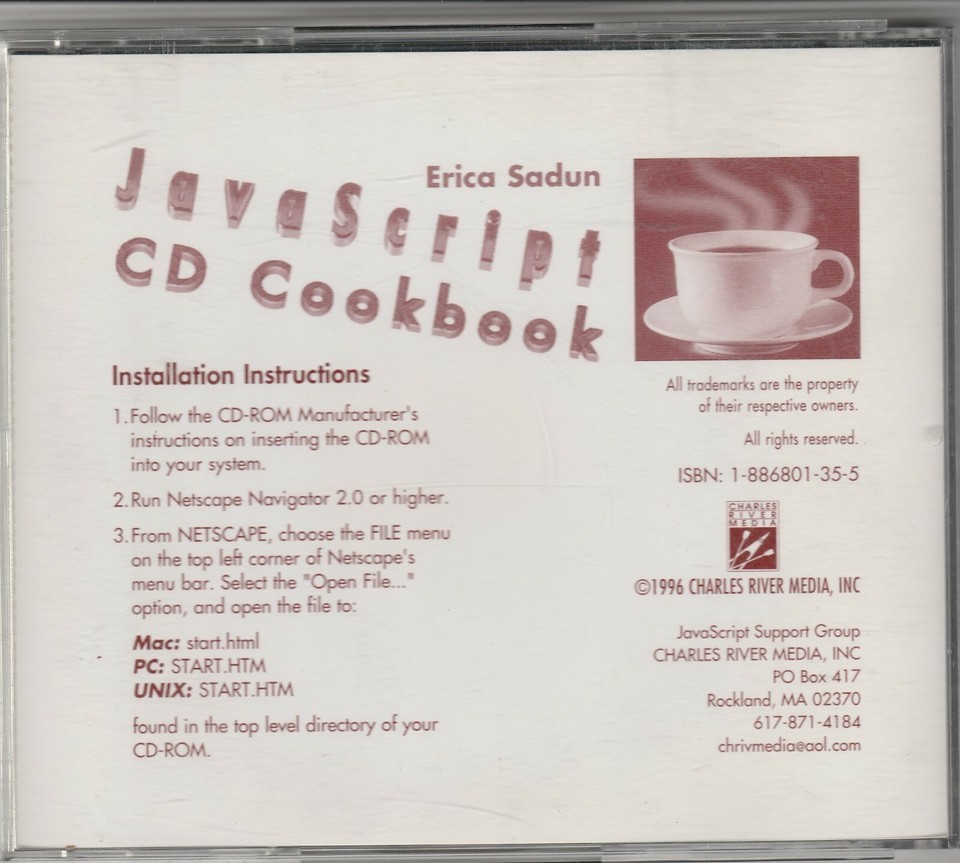 Erica Sadun
JavaScript
CD Cookbook
Installation Instructions
1. Follow the CD-ROM Manufacturer's
instructions on inserting the CD-ROM
into your system.
2. Run Netscape Navigator 2.0 or higher.
3. From NETSCAPE, choose the FILE menu
on the top left corner of Netscape's
menu bar. Select the "Open File..."
option, and open the file to:
Mac: start.html
PC: START.HTM
UNIX: START.HTM
found in the top level directory of your
CD-ROM.
All trademarks are the property
of their respective owners.
All rights reserved.
ISBN: 1-886801-35-5
CHARLES
RIVER
MEDIA
©1996 CHARLES RIVER MEDIA, INC
JavaScript Support Group
CHARLES RIVER MEDIA, INC
PO Box 417
Rockland, MA 02370
617-871-4184
chrivmedia@aol.com